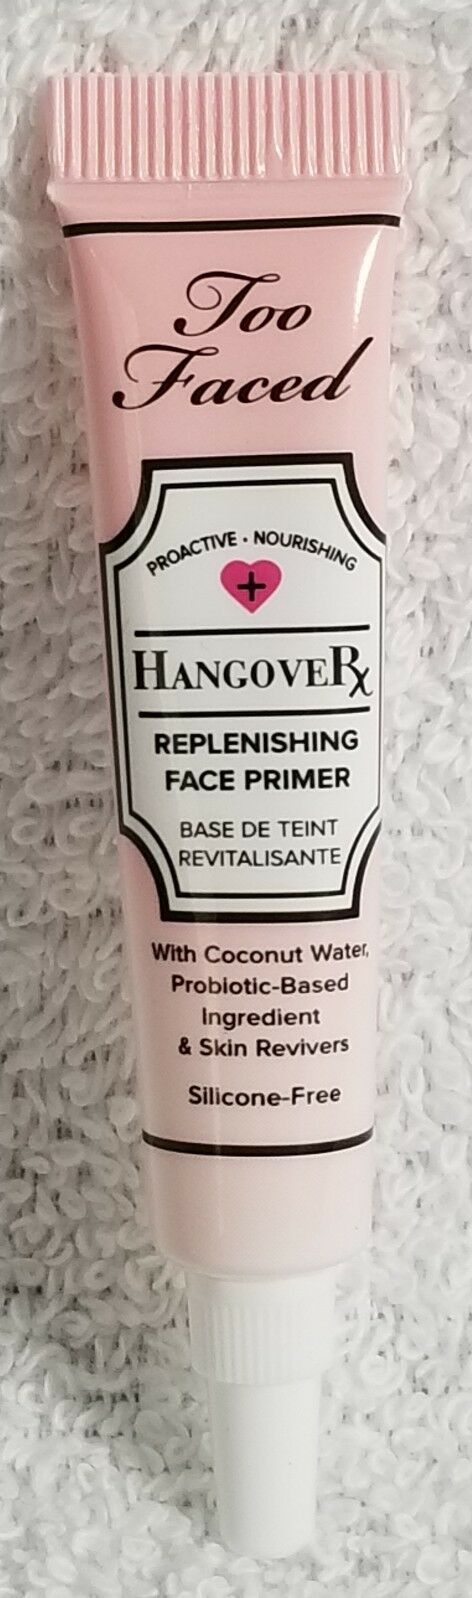 Too
Faced
PROACTIVE · NOURISHING
+
HANGOVERx
REPLENISHING
FACE PRIMER
BASE DE TEINT
REVITALISANTE
With Coconut Water,
Probiotic-Based
Ingredient
& Skin Revivers
Silicone-Free